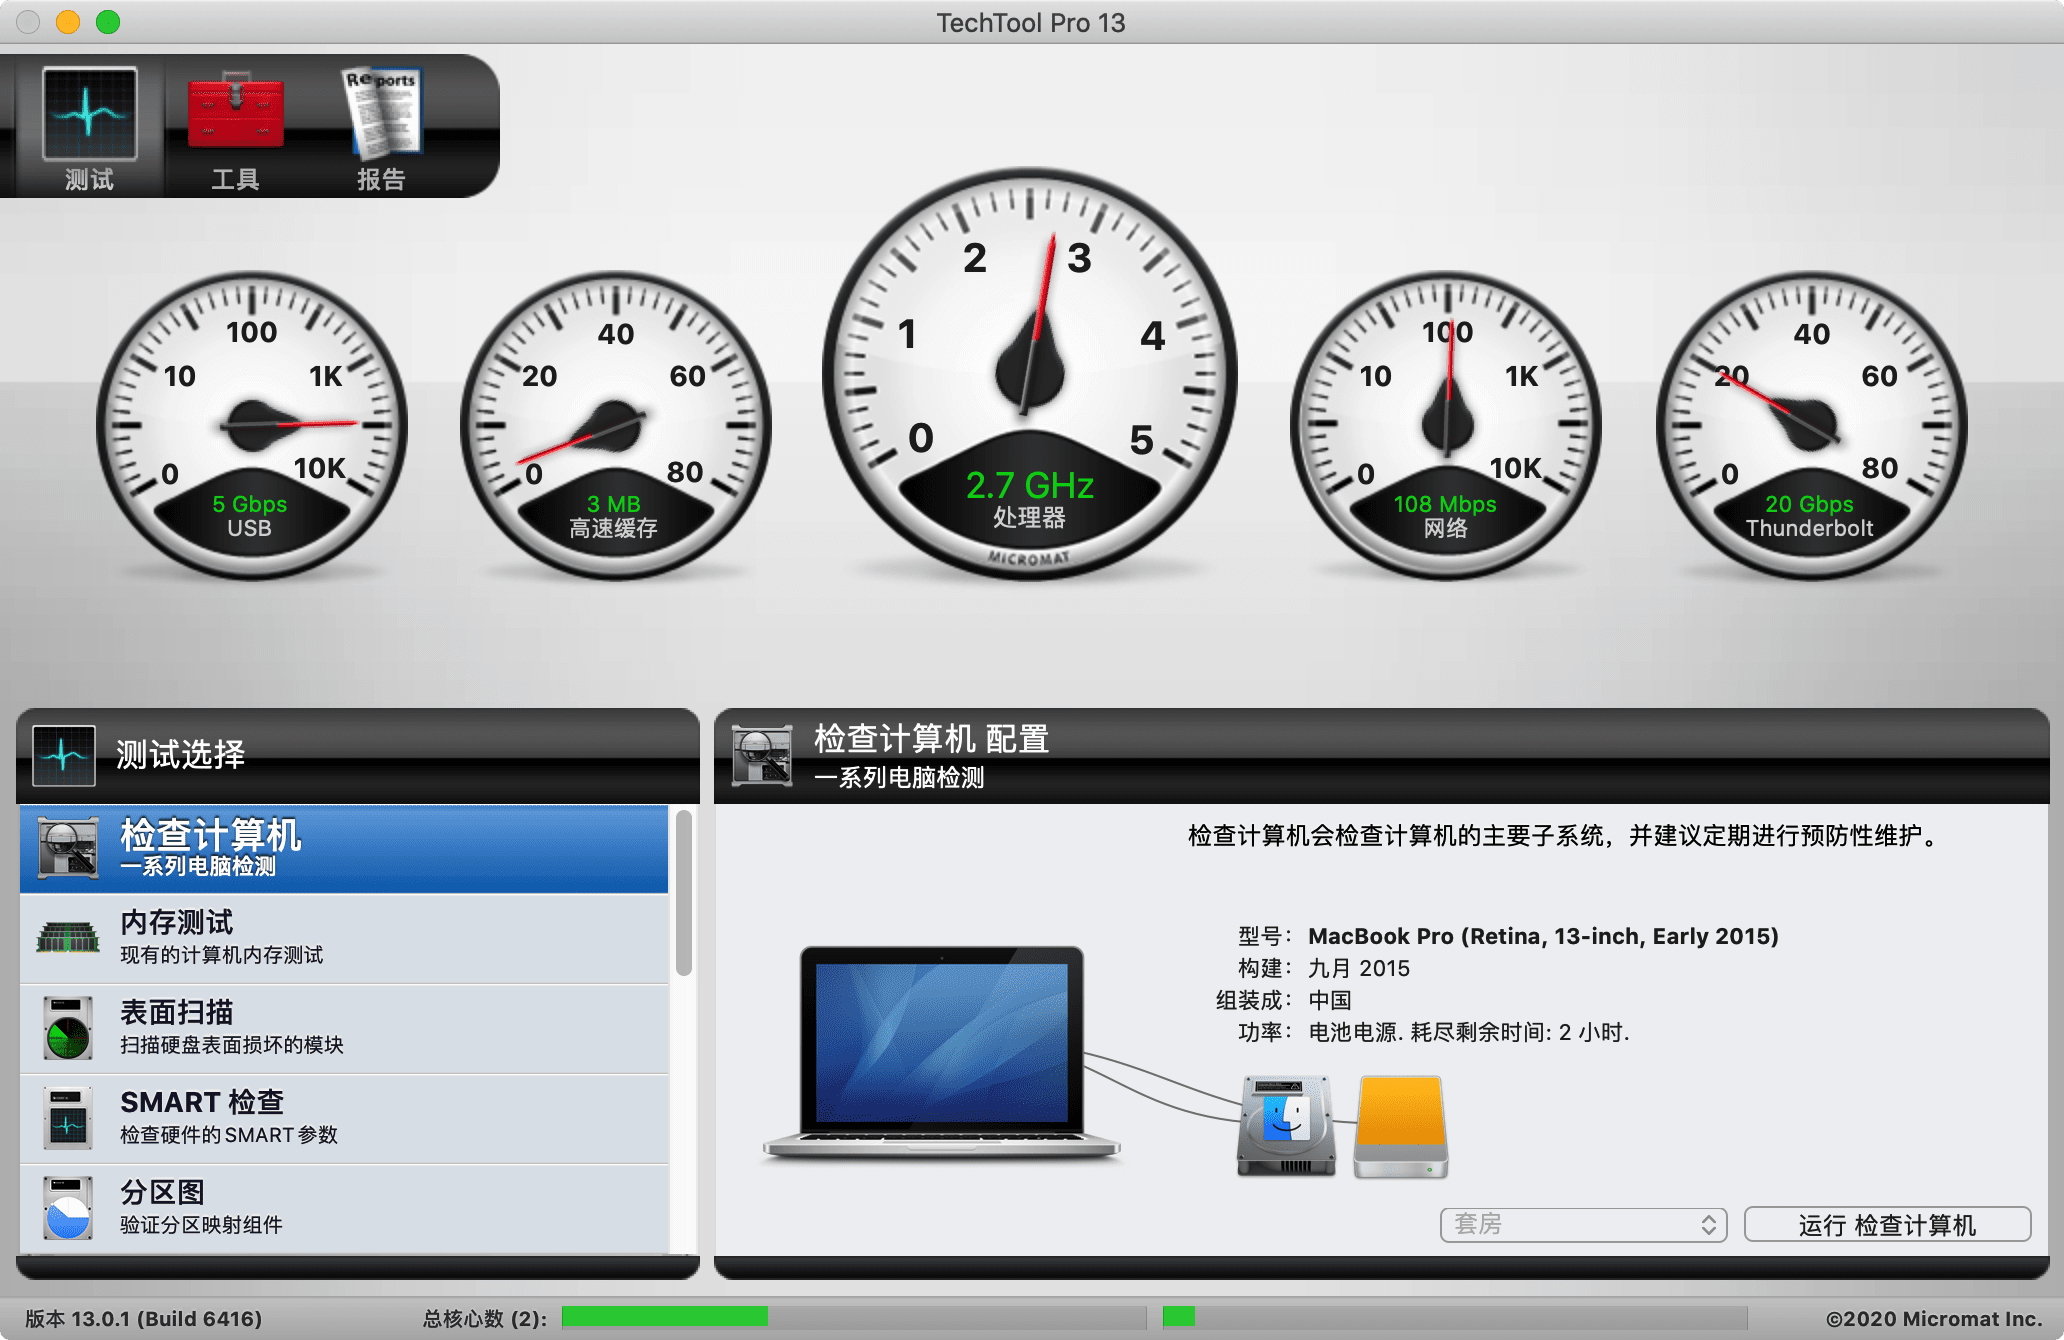 TechTool Pro 13
Reports
测试
工具
报告
0
10
100
1K
10K
5 Gbps
USB
0
20
40
60
80
3 MB
高速缓存
0
1
2
3
4
5
2.7 GHz
处理器
MICROMAT
0
10
100
1K
10K
108 Mbps
网络
0
20
40
60
80
20 Gbps
Thunderbolt
测试选择
检查计算机
一系列电脑检测
内存测试
现有的计算机内存测试
表面扫描
扫描硬盘表面损坏的模块
SMART 检查
检查硬件的SMART参数
分区图
验证分区映射组件
检查计算机 配置
一系列电脑检测
检查计算机会检查计算机的主要子系统，并建议定期进行预防性维护。
型号： MacBook Pro (Retina, 13-inch, Early 2015)
构建： 九月 2015
组装成： 中国
功率： 电池电源. 耗尽剩余时间: 2 小时.
套房
运行 检查计算机
版本 13.0.1 (Build 6416)
总核心数 (2):
©2020 Micromat Inc.